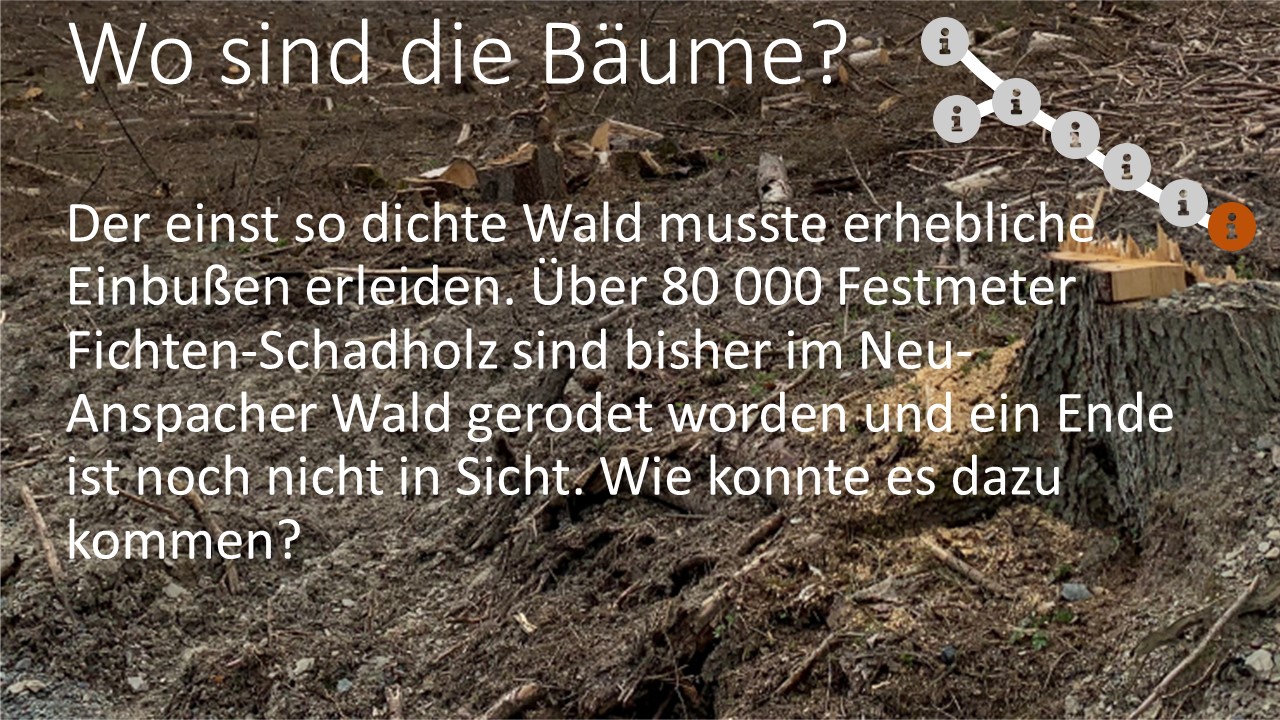 Wo sind die Bäume?
i
i
i
i
i
i
i
Der einst so dichte Wald musste erhebliche
Einbußen erleiden. Über 80 000 Festmeter
Fichten-Schadholz sind bisher im Neu-
Anspacher Wald gerodet worden und ein Ende
ist noch nicht in Sicht. Wie konnte es dazu
kommen?